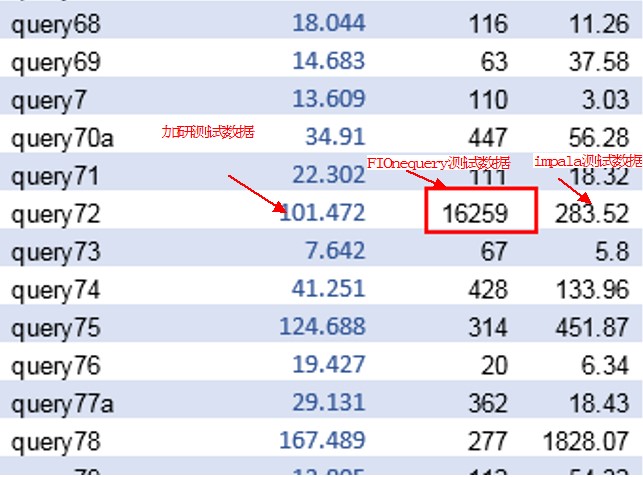 query68 18.044 116 11.26
query69 14.683 63 37.58
query7 13.609 110 3.03
加研测试数据
query70a 34.91 447 56.28
FIOnequery测试数据 impala测试数据
query71 22.302 111 18.32
query72 101.472 16259 283.52
query73 7.642 67 5.8
query74 41.251 428 133.96
query75 124.688 314 451.87
query76 19.427 20 6.34
query77a 29.131 362 18.43
query78 167.489 277 1828.07